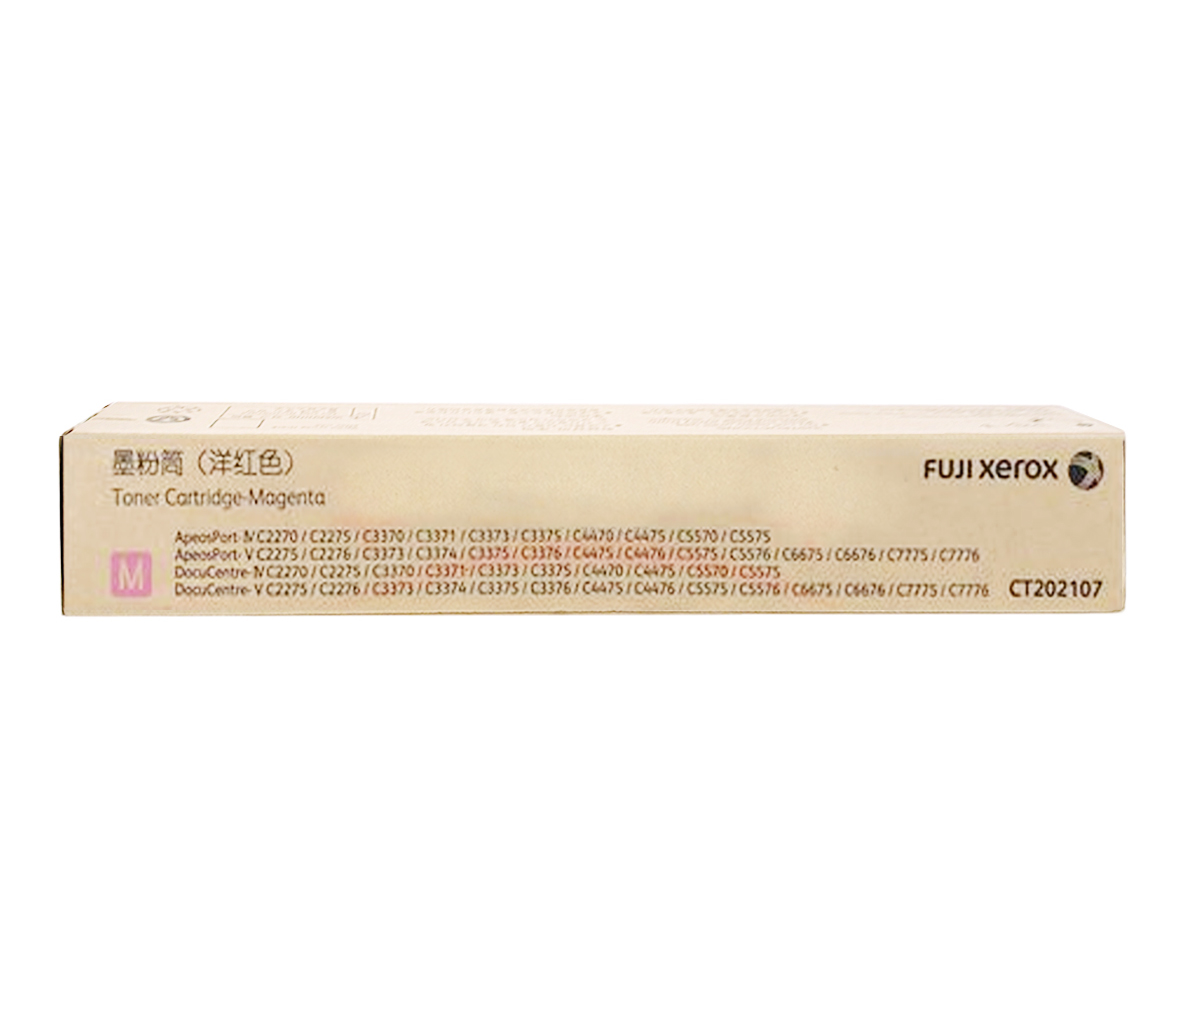 墨粉筒（洋红色）
Toner Cartridge-Magenta
FUJI xerox
M
ApeosPort-Ⅳ C2270 / C2275 / C3370 / C3371 / C3373 / C3375 / C4470 / C4475 / C5570 / C5575
ApeosPort-Ⅴ C2275 / C2276 / C3373 / C3374 / C3375 / C3376 / C4475 / C4476 / C5575 / C5576 / C6675 / C6676 / C7775 / C7776
DocuCentre-Ⅳ C2270 / C2275 / C3370 / C3371 / C3373 / C3375 / C4470 / C4475 / C5570 / C5575
DocuCentre-Ⅴ C2275 / C2276 / C3373 / C3374 / C3375 / C3376 / C4475 / C4476 / C5575 / C5576 / C6675 / C6676 / C7775 / C7776
CT202107